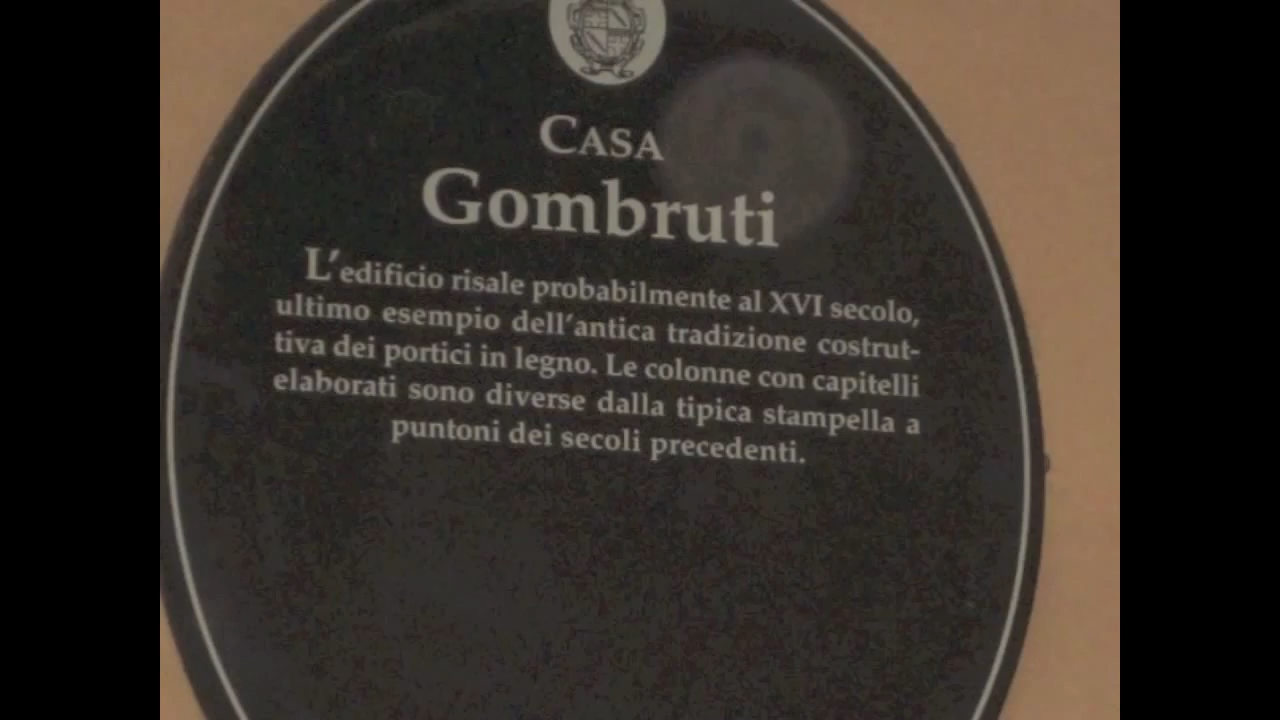 CASA
Gombruti
L'edificio risale probabilmente al XVI secolo,
ultimo esempio dell'antica tradizione costrut-
tiva dei portici in legno. Le colonne con capitelli
elaborati sono diverse dalla tipica stampella a
puntoni dei secoli precedenti.